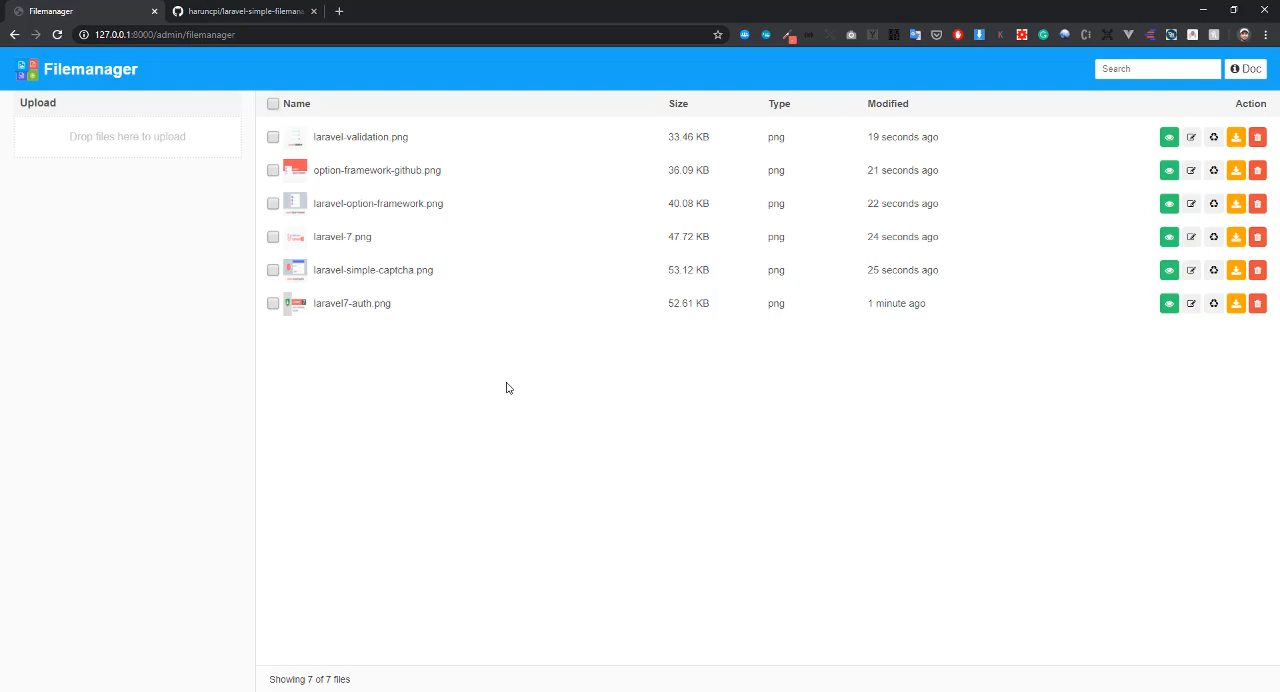 Filemanager
haruncpi/laravel-simple-filemana
127.0.0.1:8000/admin/filemanager
Filemanager
Search
Doc
Upload
Drop files here to upload
Name Size Type Modified Action
laravel-validation.png 33.46 KB png 19 seconds ago
option-framework-github.png 36.09 KB png 21 seconds ago
laravel-option-framework.png 40.08 KB png 22 seconds ago
laravel-7.png 47.72 KB png 24 seconds ago
laravel-simple-captcha.png 53.12 KB png 25 seconds ago
laravel7-auth.png 52.61 KB png 1 minute ago
Showing 7 of 7 files